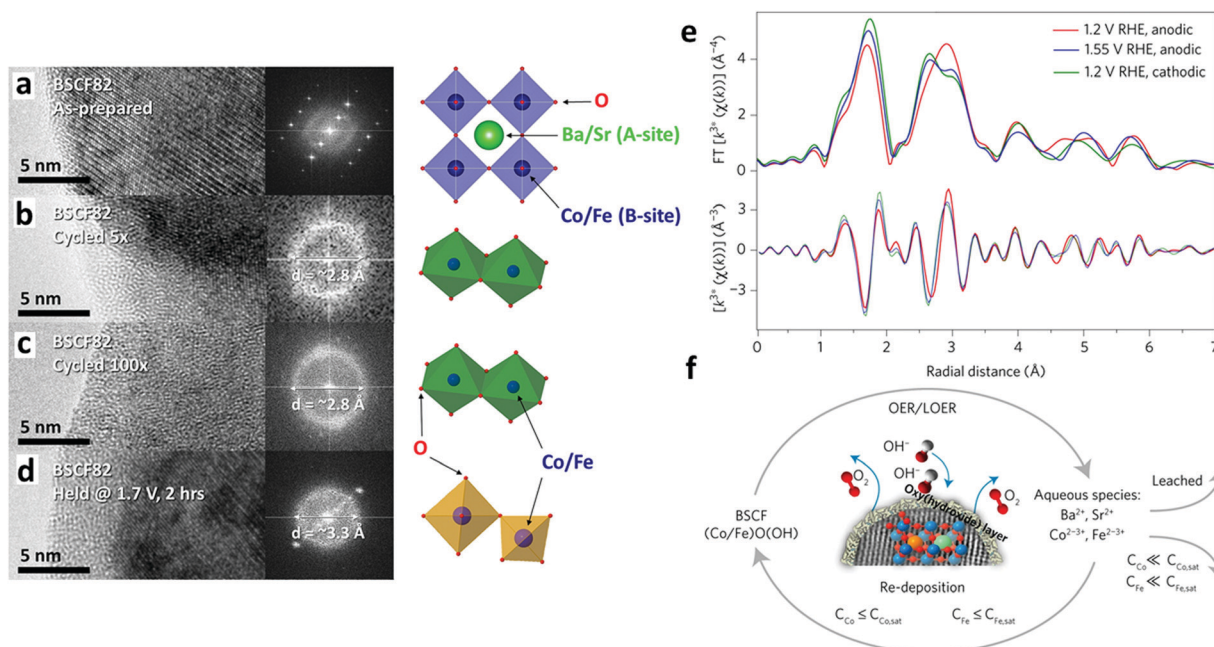 a
BSCF82
As-prepared
5 nm
b
BSCF82
Cycled 5x
d = ~2.8 Å
5 nm
c
BSCF82
Cycled 100x
d = ~2.8 Å
5 nm
d
BSCF82
Held @ 1.7 V, 2 hrs
d = ~3.3 Å
5 nm
O
Ba/Sr (A-site)
Co/Fe (B-site)
O
Co/Fe
e
1.2 V RHE, anodic
1.55 V RHE, anodic
1.2 V RHE, cathodic
FT [k³* (χ(k))] (Å⁻⁴)
4
2
0
[k³* (χ(k))] (Å⁻³)
3
0
−3
0 1 2 3 4 5 6 7
Radial distance (Å)
f
OER/LOER
OH⁻
OH⁻
O₂
O₂
Oxy(hydroxide) layer
BSCF
(Co/Fe)O(OH)
Aqueous species:
Ba²⁺, Sr²⁺
Co²⁻³⁺, Fe²⁻³⁺
Leached
C_Co ≪ C_Co,sat
C_Fe ≪ C_Fe,sat
Re-deposition
C_Co ≤ C_Co,sat
C_Fe ≤ C_Fe,sat